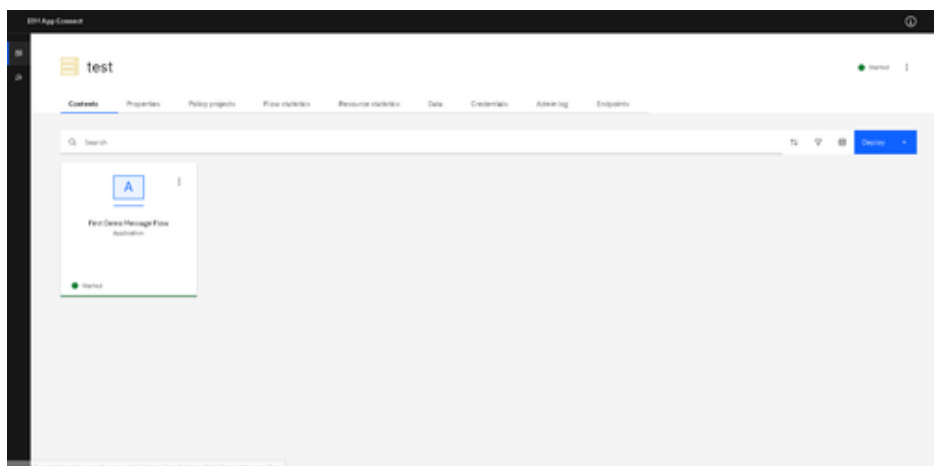 IBM App Connect
test
Started
Contents Properties Policy projects Flow statistics Resource statistics Data Credentials Admin log Endpoints
Search
Deploy +
A
First Demo Message Flow
Application
Started